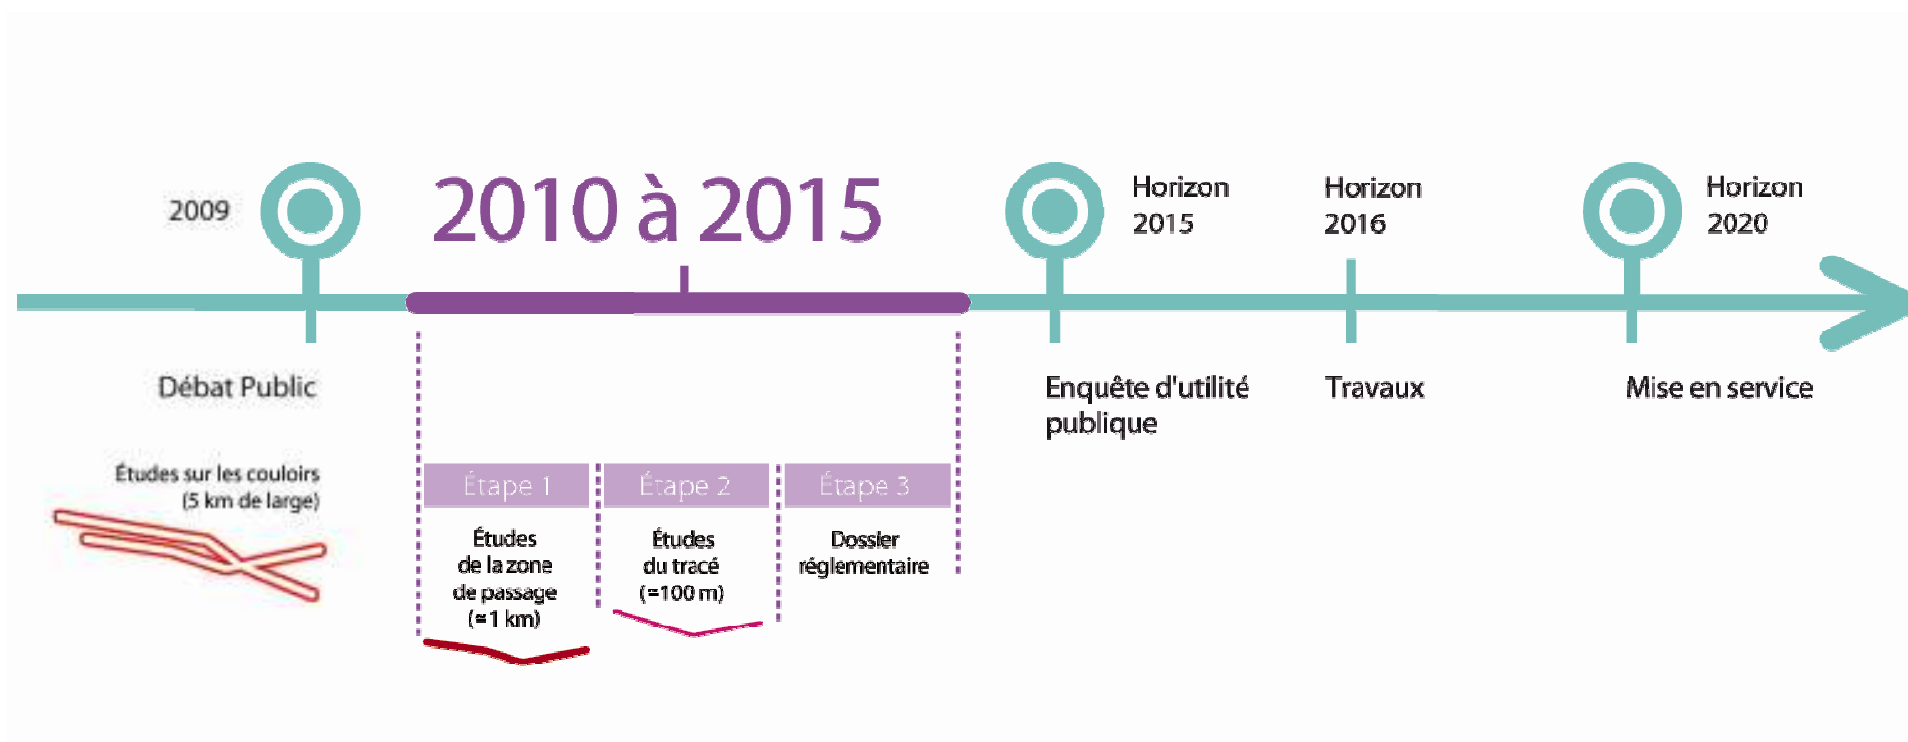 2009
2010 à 2015
Horizon
2015
Horizon
2016
Horizon
2020
Débat Public
Enquête d'utilité
publique
Travaux
Mise en service
Études sur les couloirs
(5 km de large)
Étape 1
Études
de la zone
de passage
(≃1 km)
Étape 2
Études
du tracé
(≃100 m)
Étape 3
Dossier
réglementaire